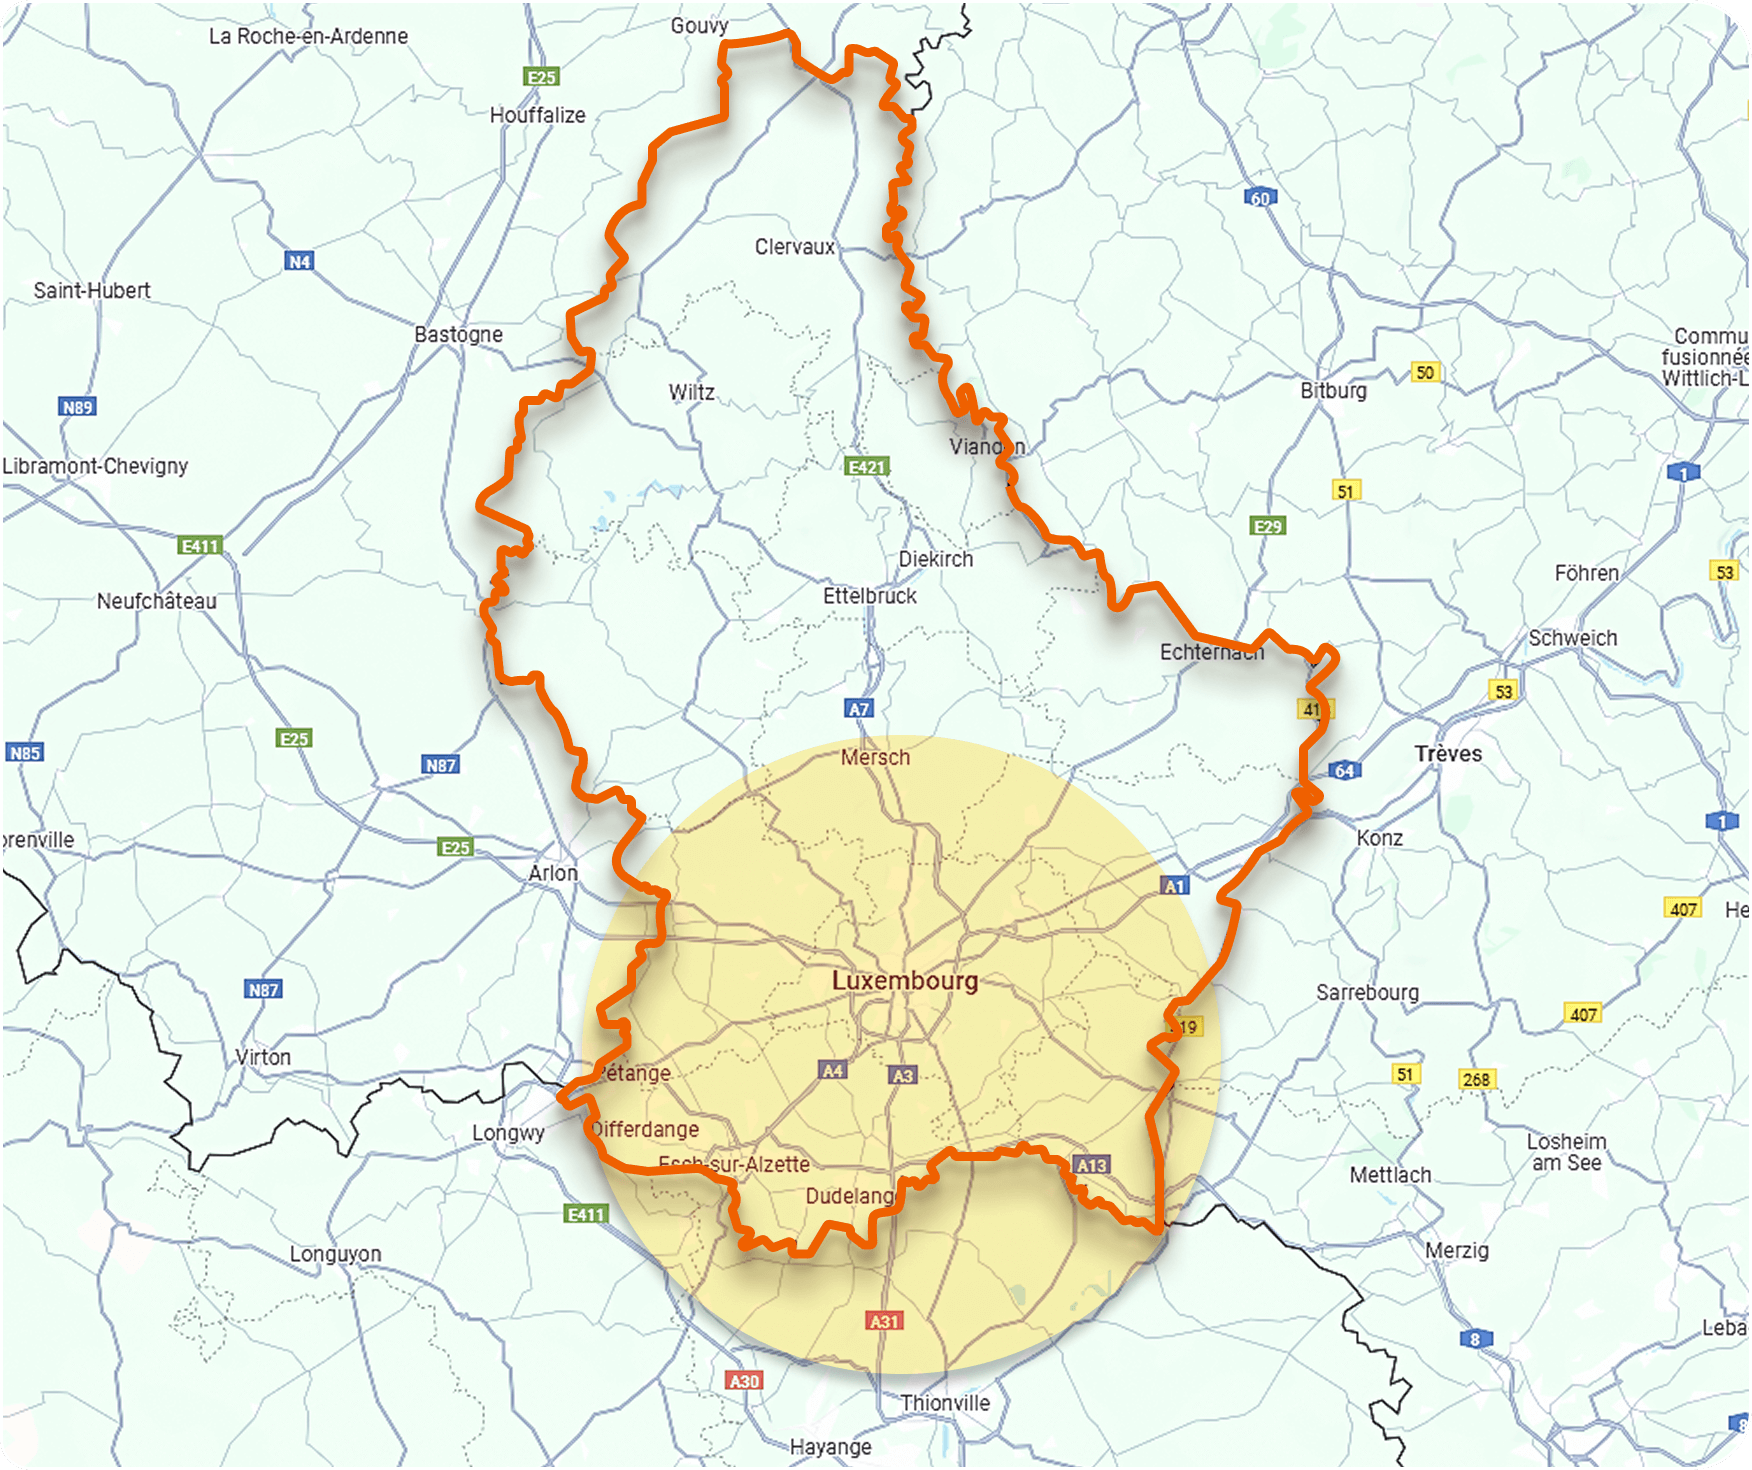 Gouvy
La Roche-en-Ardenne
E25
Houffalize
60
Clervaux
N4
Saint-Hubert
Bastogne
Commu
fusionnée
Wittlich-L
50
Bitburg
Wiltz
N89
Vianden
Libramont-Chevigny
E421
1
51
E29
E411
Diekirch
53
Föhren
Ettelbruck
Neufchâteau
Schweich
Echternach
53
41
A7
E25
N85
Mersch
Trèves
N87
64
1
orenville
E25
Konz
Arlon
A1
407
He
Luxembourg
N87
Sarrebourg
407
19
Virton
Pétange
A4
A3
51
268
Longwy
Differdange
Losheim
am See
Esch-sur-Alzette
A13
Mettlach
Dudelang
E411
Longuyon
Merzig
A31
Leba
8
A30
Thionville
8
Hayange